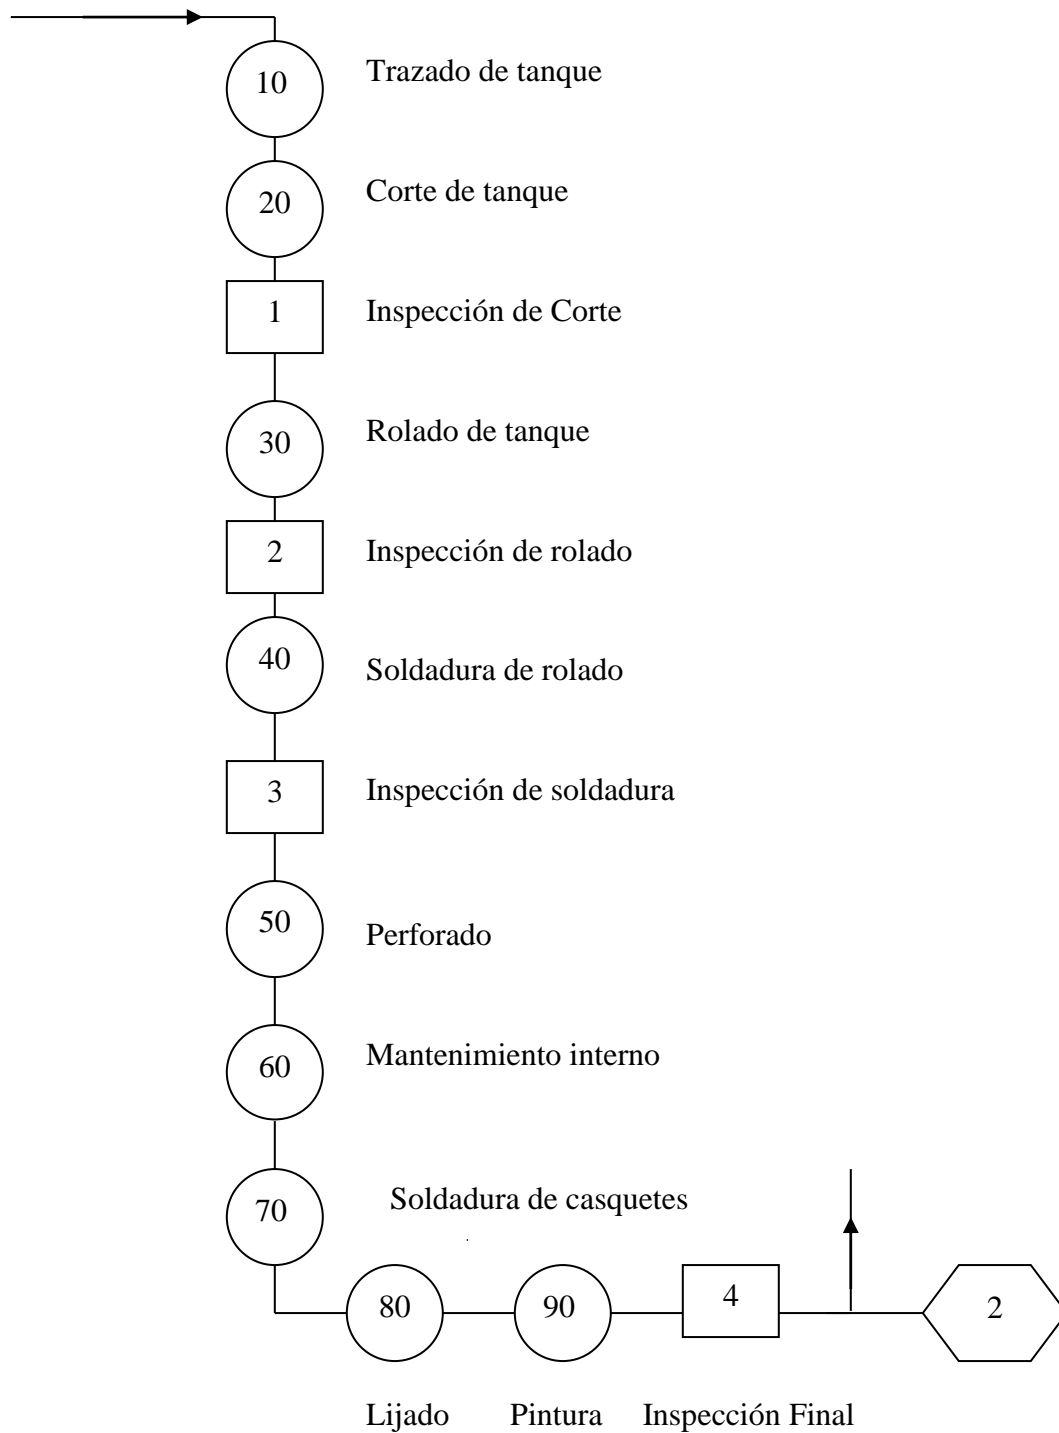 10 Trazado de tanque
20 Corte de tanque
1 Inspección de Corte
30 Rolado de tanque
2 Inspección de rolado
40 Soldadura de rolado
3 Inspección de soldadura
50 Perforado
60 Mantenimiento interno
70 Soldadura de casquetes
80 90 4 2
Lijado Pintura Inspección Final